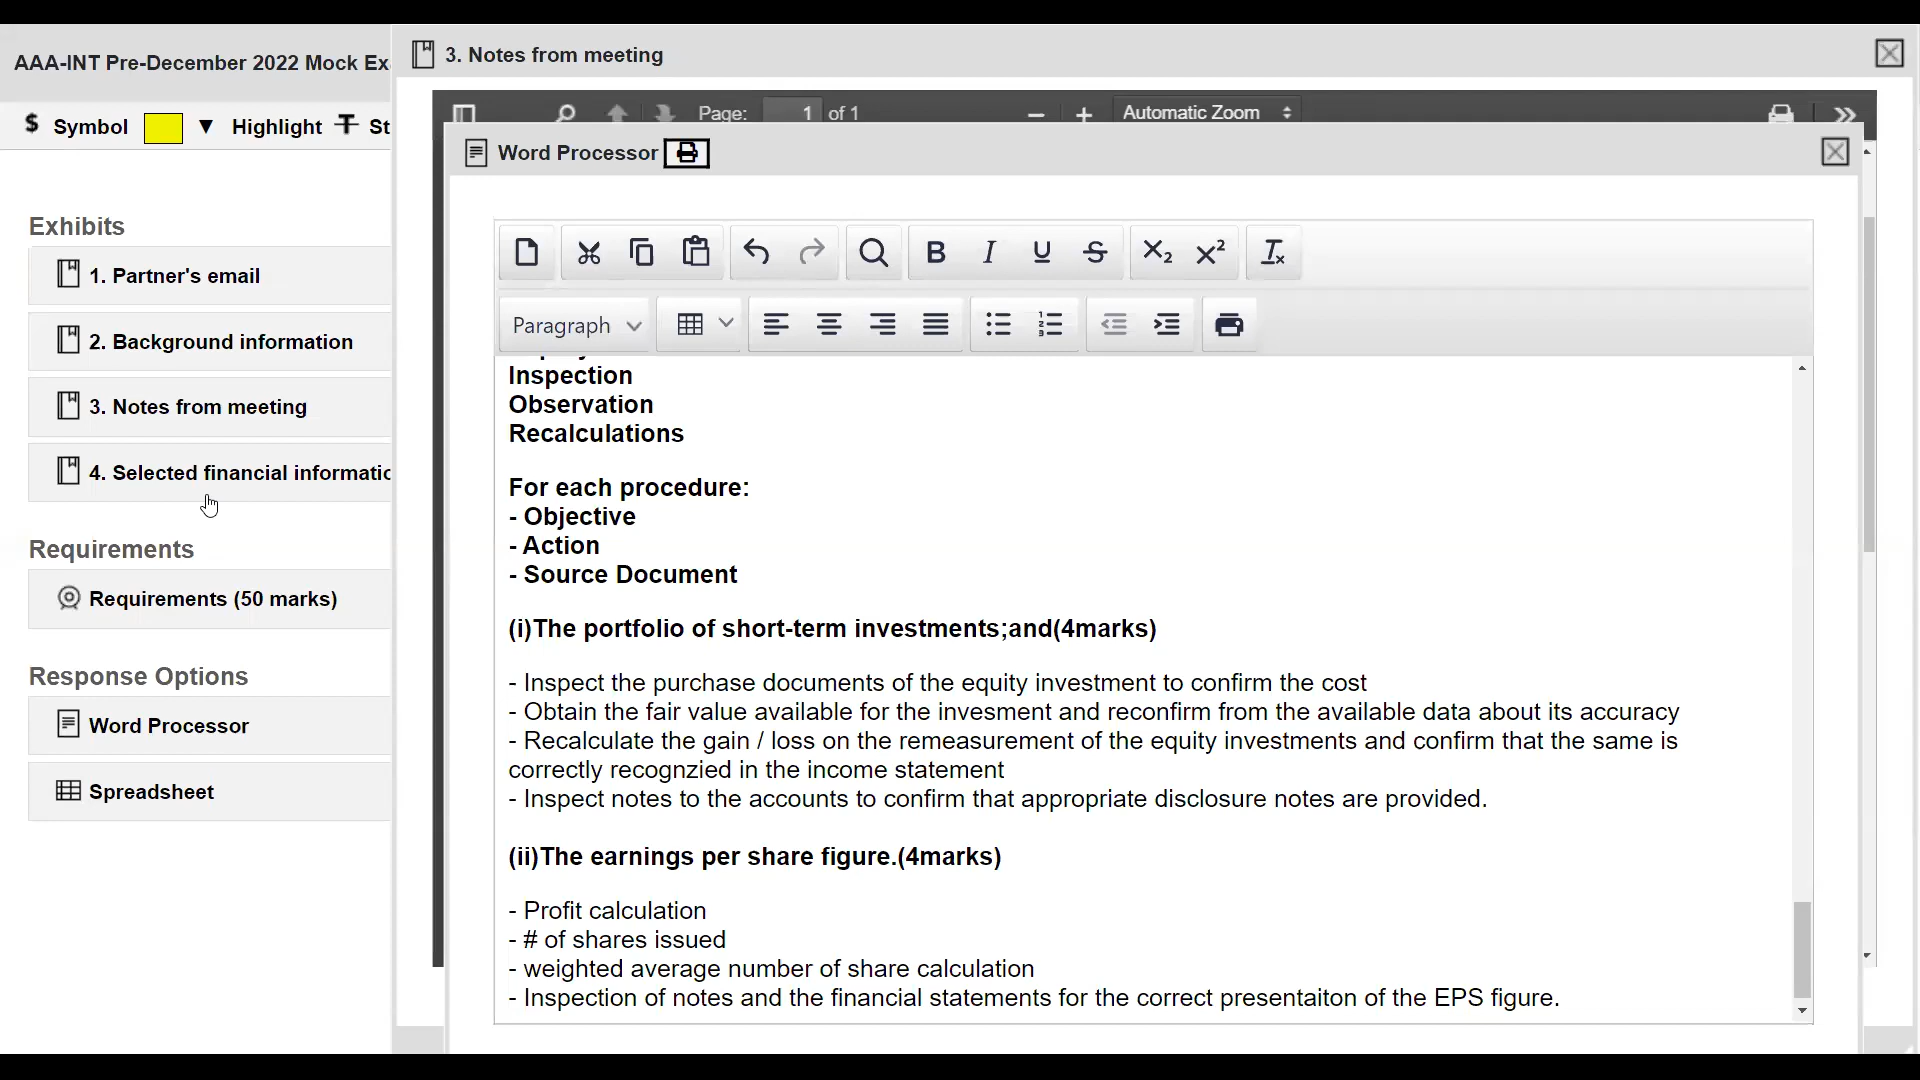 AAA-INT Pre-December 2022 Mock Ex
3. Notes from meeting
$ Symbol
Highlight
St
Page: 1 of 1
Automatic Zoom
Word Processor
Paragraph
Exhibits
1. Partner's email
2. Background information
3. Notes from meeting
4. Selected financial informatic
Requirements
Requirements (50 marks)
Response Options
Word Processor
Spreadsheet
Inspection
Observation
Recalculations
For each procedure:
- Objective
- Action
- Source Document
(i)The portfolio of short-term investments;and(4marks)
- Inspect the purchase documents of the equity investment to confirm the cost
- Obtain the fair value available for the invesment and reconfirm from the available data about its accuracy
- Recalculate the gain / loss on the remeasurement of the equity investments and confirm that the same is
correctly recognzied in the income statement
- Inspect notes to the accounts to confirm that appropriate disclosure notes are provided.
(ii)The earnings per share figure.(4marks)
- Profit calculation
- # of shares issued
- weighted average number of share calculation
- Inspection of notes and the financial statements for the correct presentaiton of the EPS figure.